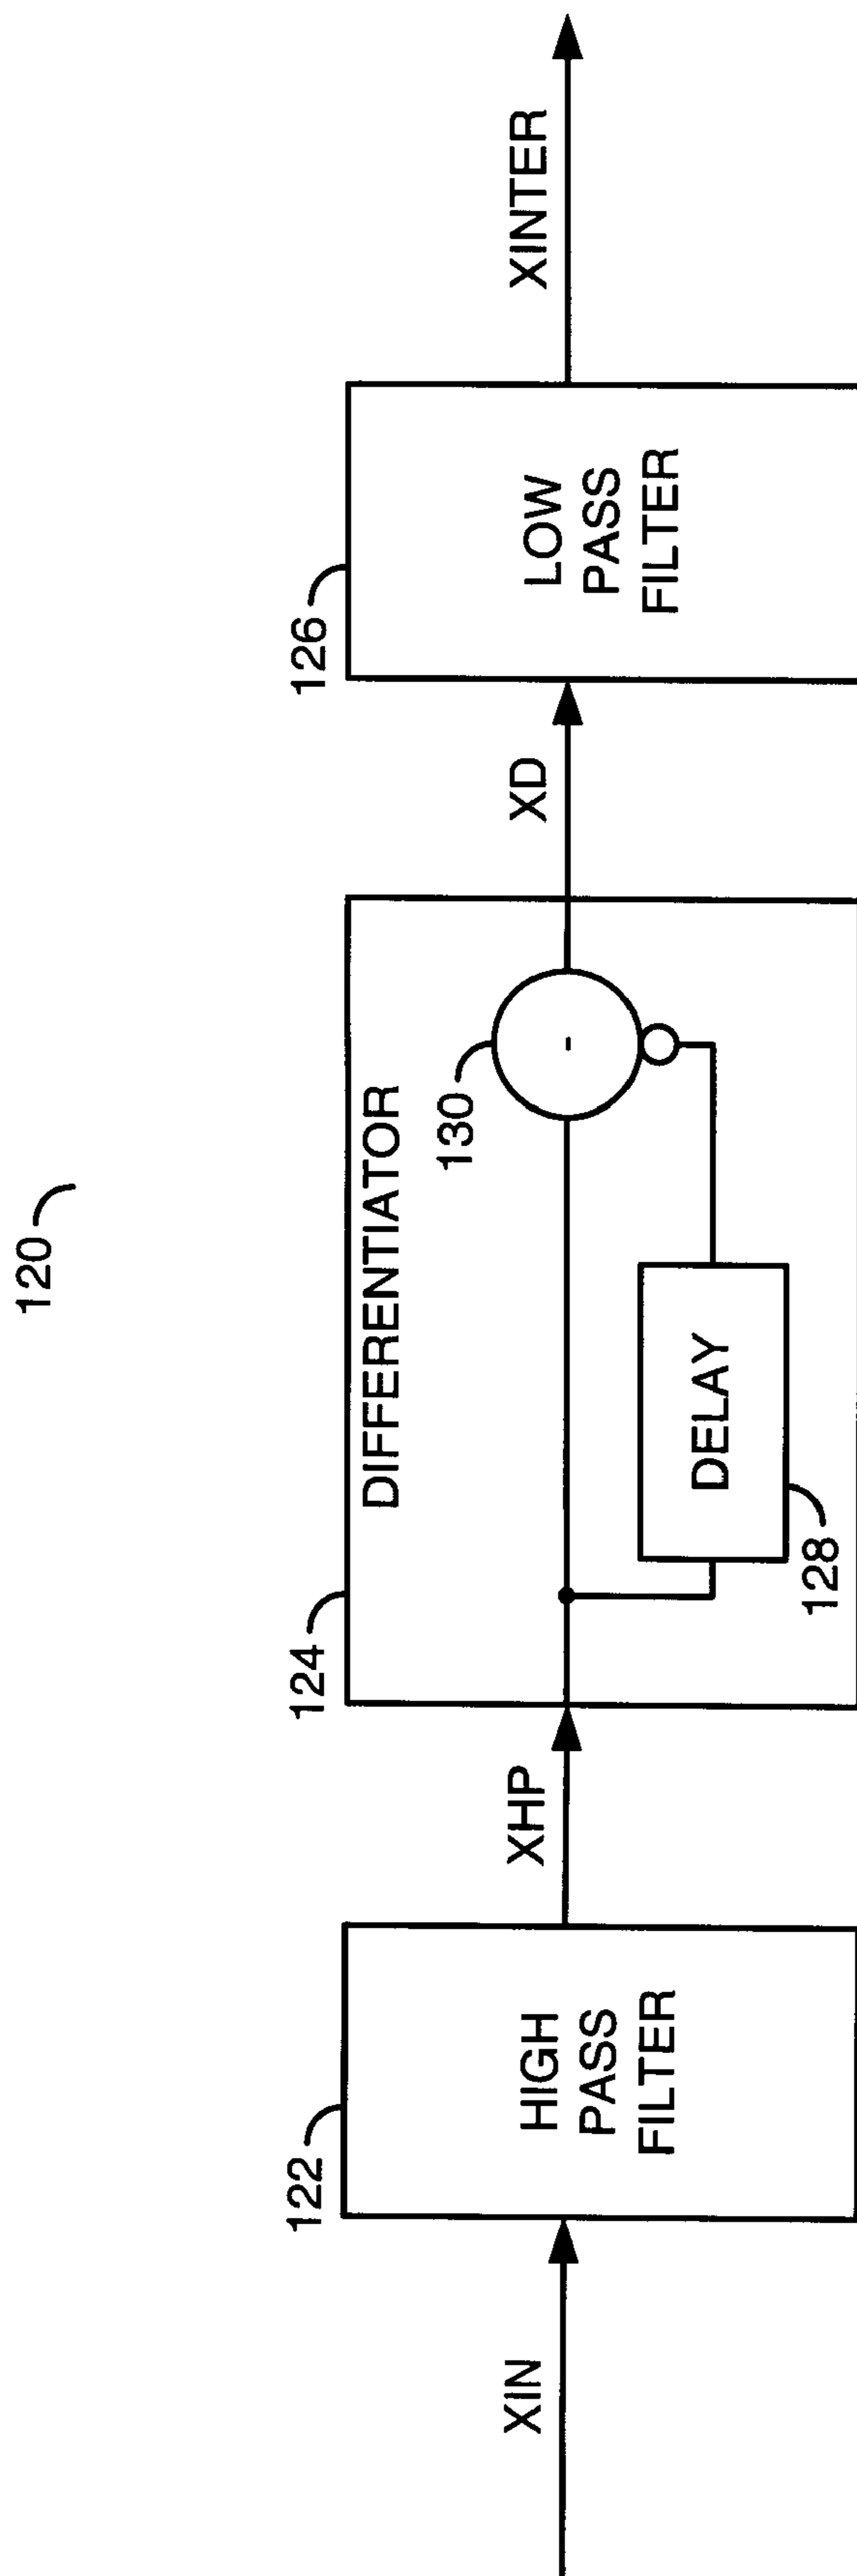 120
XIN
122
HIGH
PASS
FILTER
XHP
124
DIFFERENTIATOR
128
DELAY
130
-
XD
126
LOW
PASS
FILTER
XINTER